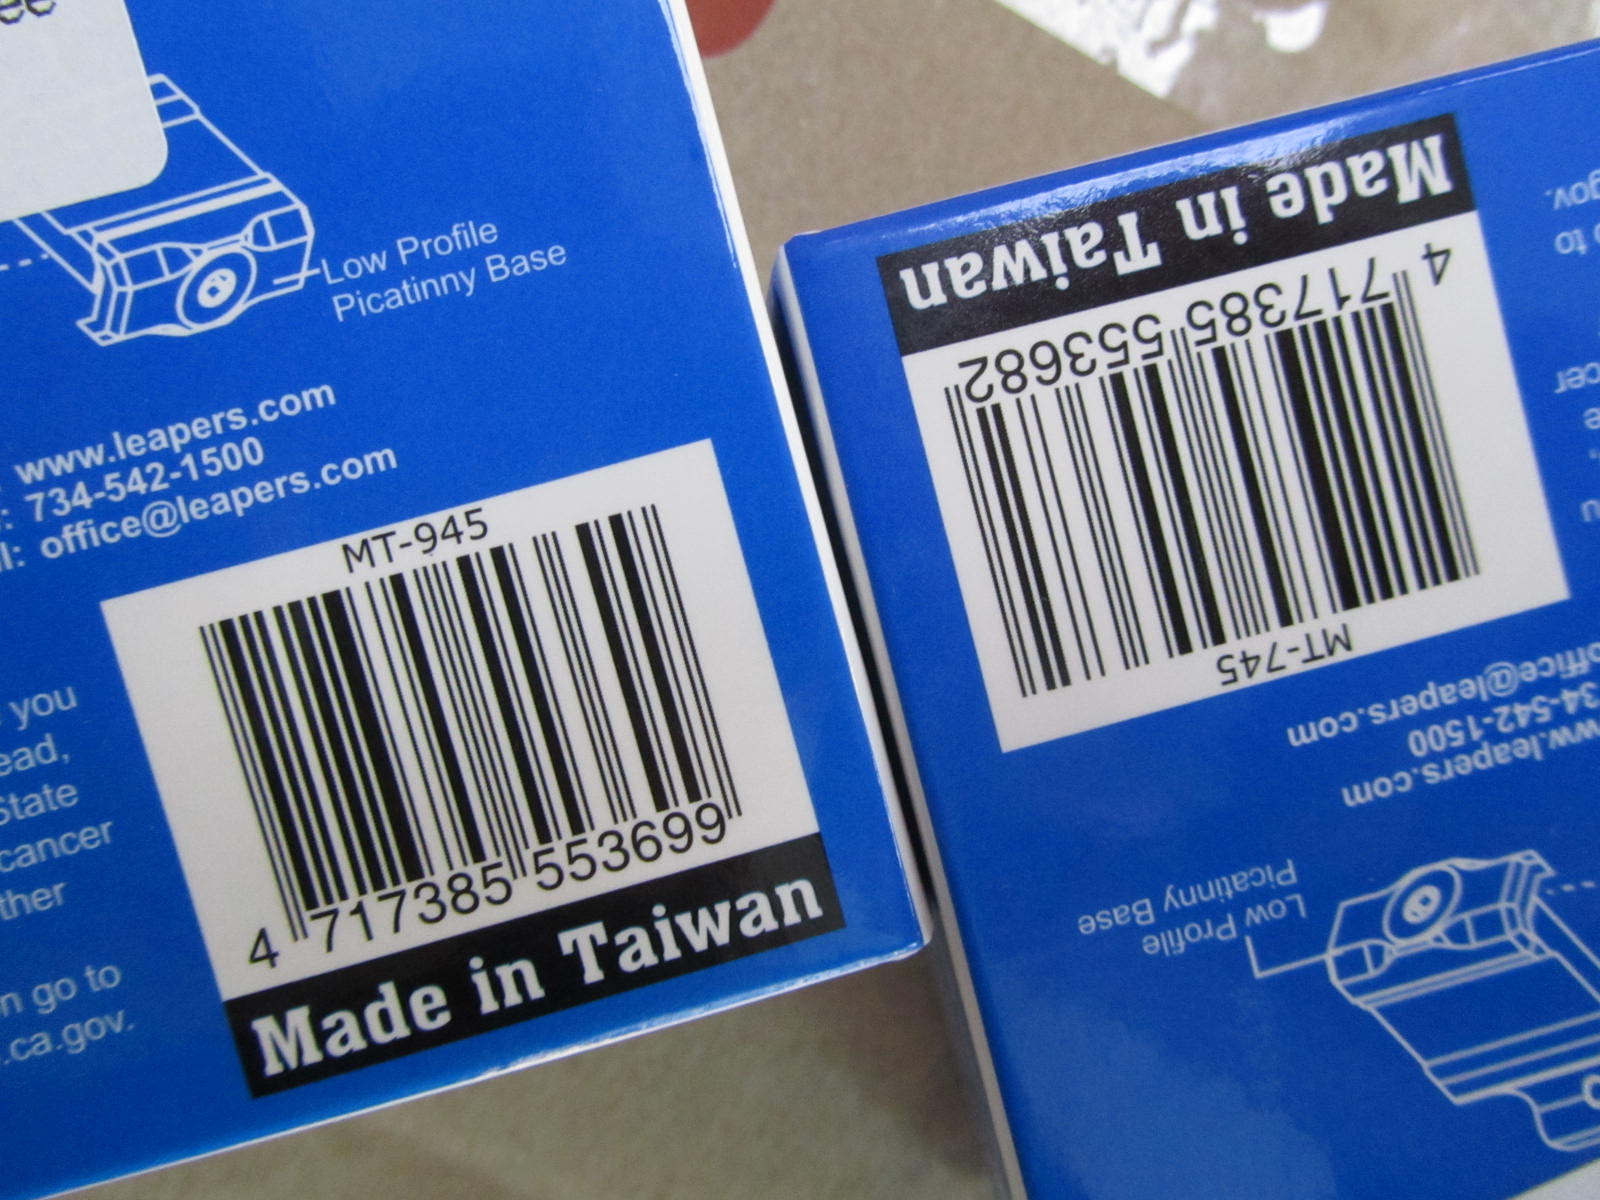 Low Profile
Picatinny Base
www.leapers.com
734-542-1500
office@leapers.com
MT-945
4 717385 553699
Made in Taiwan
you
State
cancer
go to
.ca.gov.
Made in Taiwan
4 717385 553682
MT-745
office@leapers.com
34-542-1500
www.leapers.com
Low Profile
Picatinny Base
gov.
to